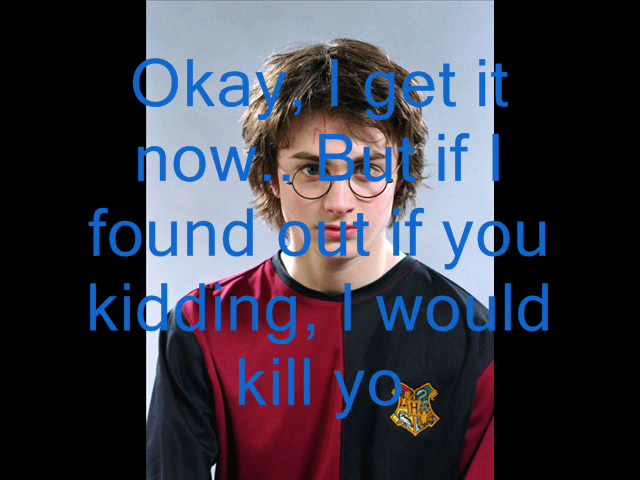 Okay, I get it
now.. But if I
found out if you
kidding, I would
kill yo